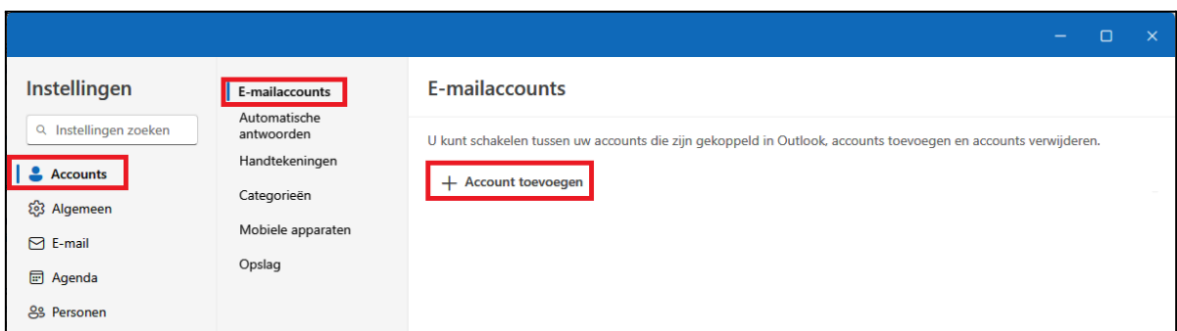 Instellingen
Instellingen zoeken
Accounts
Algemeen
E-mail
Agenda
Personen
E-mailaccounts
Automatische
antwoorden
Handtekeningen
Categorieën
Mobiele apparaten
Opslag
E-mailaccounts
U kunt schakelen tussen uw accounts die zijn gekoppeld in Outlook, accounts toevoegen en accounts verwijderen.
Account toevoegen